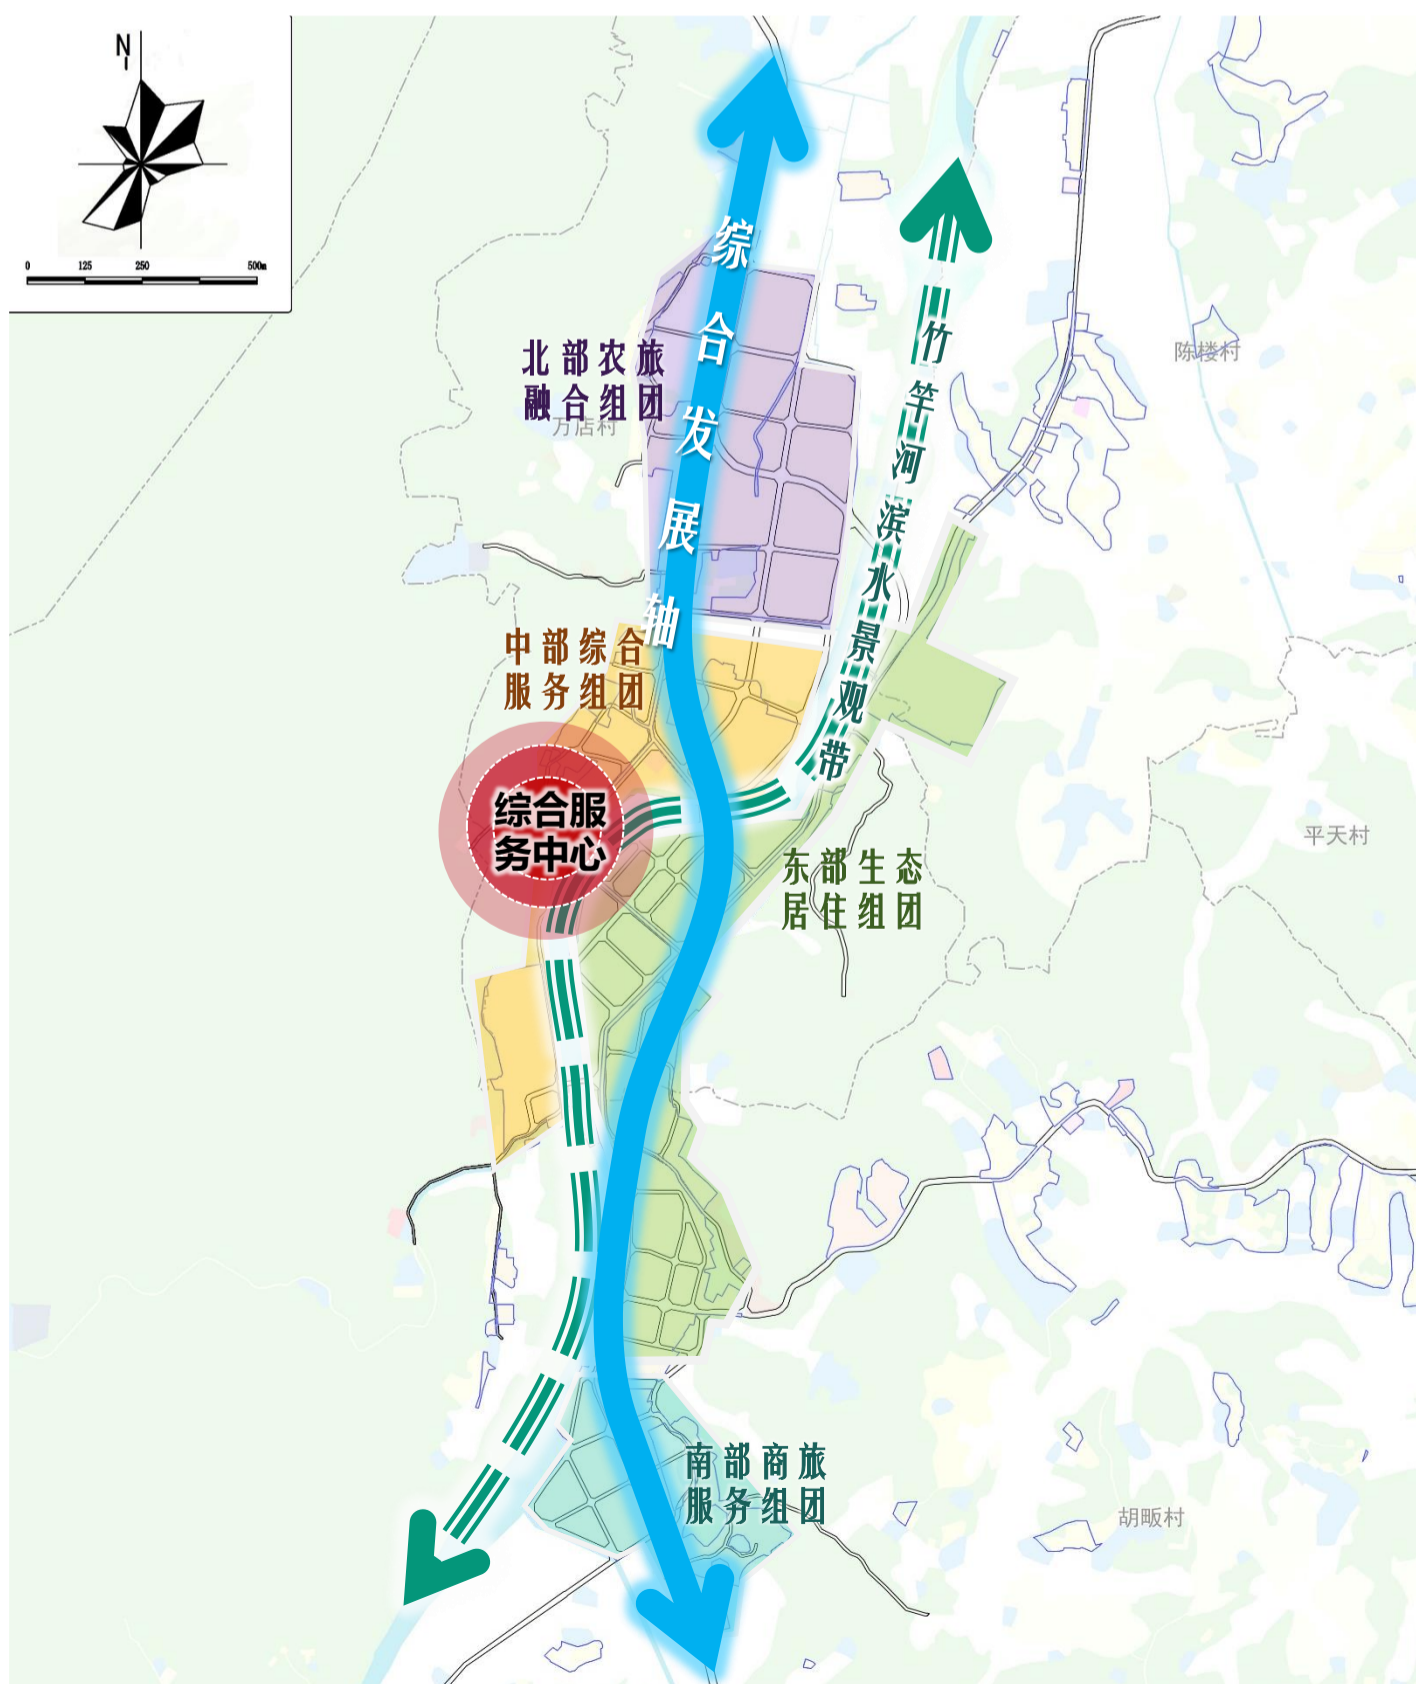 N
0 125 250 500m
综合发展轴
竹竿河滨水景观带
北部农旅
融合组团
万店村
陈楼村
中部综合
服务组团
综合服
务中心
平天村
东部生态
居住组团
南部商旅
服务组团
胡畈村